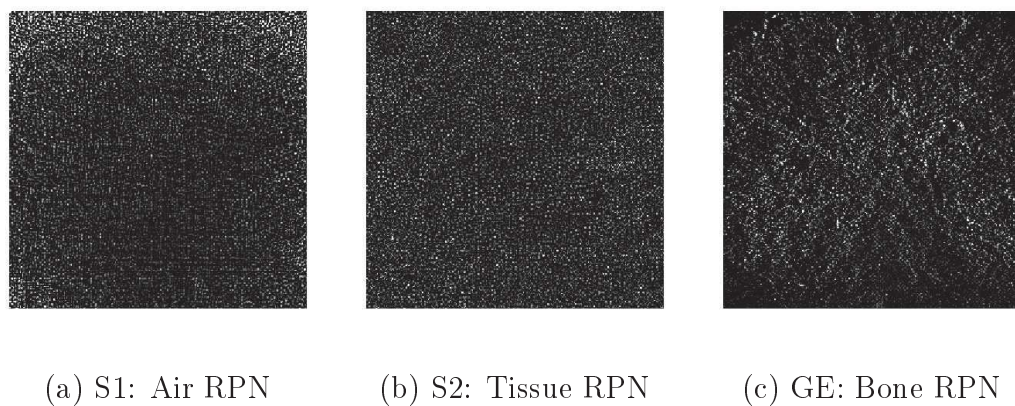 (a) S1: Air RPN
(b) S2: Tissue RPN
(c) GE: Bone RPN